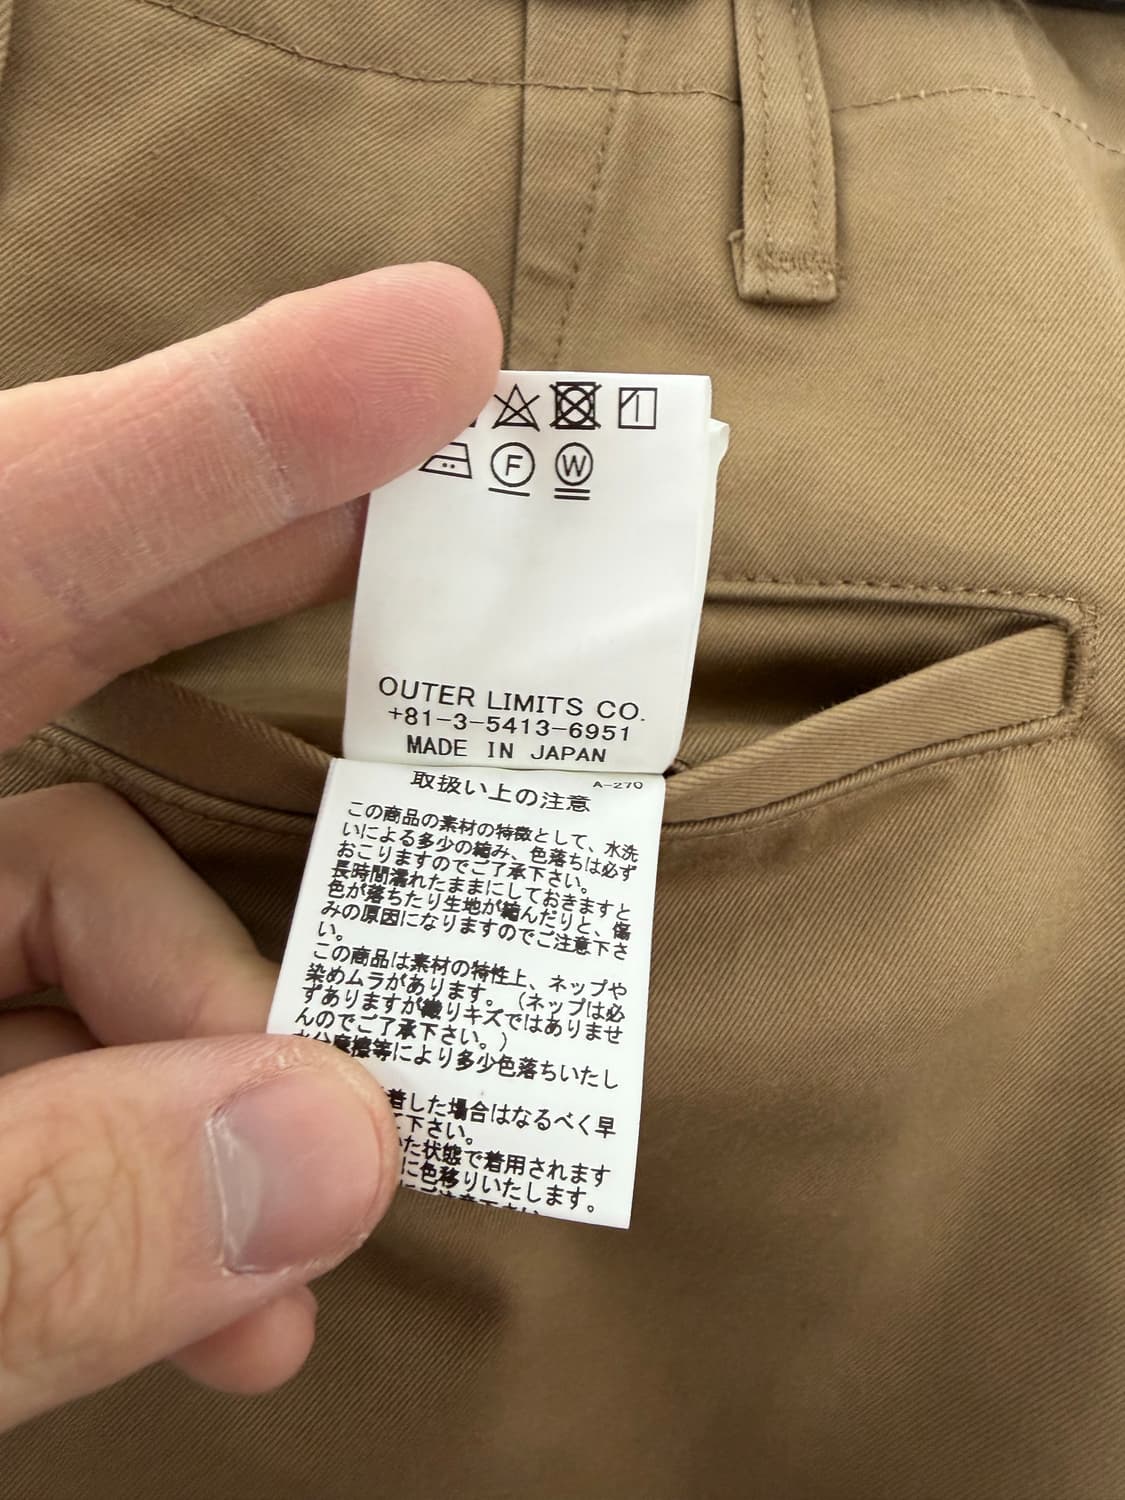 F W
OUTER LIMITS CO.
+81-3-5413-6951
MADE IN JAPAN
取扱い上の注意
A-270
この商品の素材の特徴として、水洗
いによる多少の縮み、色落ちは必ず
おこりますのでご了承下さい。
長時間濡れたままにしておきますと
色が落ちたり生地が縮んだりと、傷
みの原因になりますのでご注意下さ
い。
この商品は素材の特性上、ネップや
染めムラがあります。(ネップは必
ずありますが織りキズではありませ
んのでご了承下さい。)
水分摩擦等により多少色落ちいたし
着した場合はなるべく早
下さい。
た状態で着用されます
に色移りいたします。